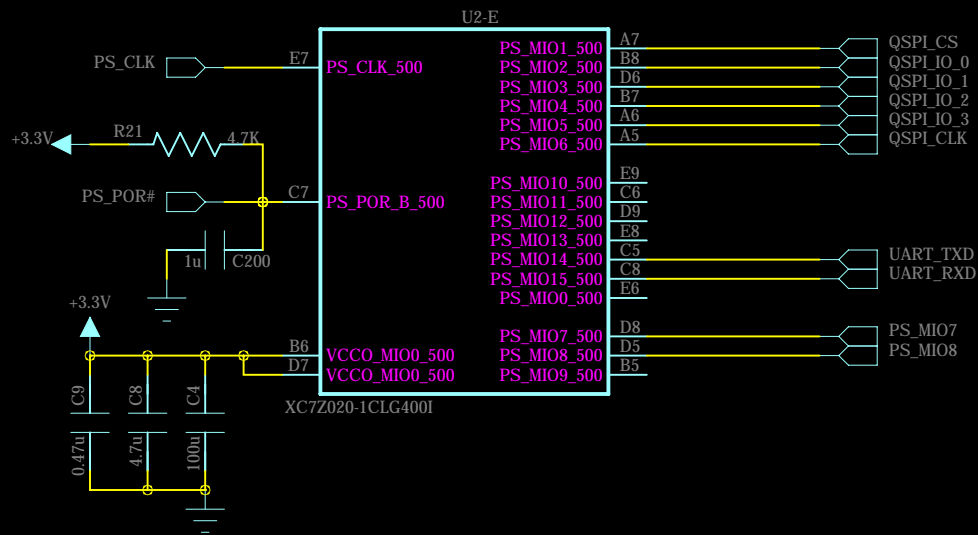 U2-E
PS_CLK
E7
PS_CLK_500
+3.3V
R21
4.7K
PS_POR#
C7
PS_POR_B_500
1u
C200
+3.3V
B6
VCCO_MIO0_500
D7
VCCO_MIO0_500
C9
0.47u
C8
4.7u
C4
100u
PS_MIO1_500
A7
QSPI_CS
PS_MIO2_500
B8
QSPI_IO_0
PS_MIO3_500
D6
QSPI_IO_1
PS_MIO4_500
B7
QSPI_IO_2
PS_MIO5_500
A6
QSPI_IO_3
PS_MIO6_500
A5
QSPI_CLK
PS_MIO10_500
E9
PS_MIO11_500
C6
PS_MIO12_500
D9
PS_MIO13_500
E8
PS_MIO14_500
C5
UART_TXD
PS_MIO15_500
C8
UART_RXD
PS_MIO0_500
E6
PS_MIO7_500
D8
PS_MIO7
PS_MIO8_500
D5
PS_MIO8
PS_MIO9_500
B5
XC7Z020-1CLG400I